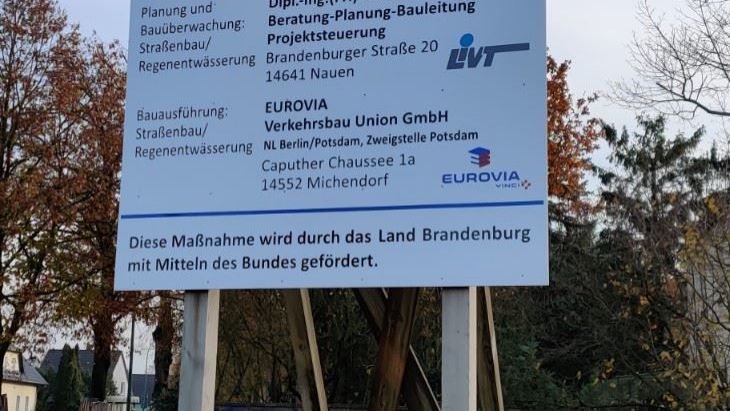 Planung und
Bauüberwachung:
Straßenbau/
Regenentwässerung
Beratung-Planung-Bauleitung
Projektsteuerung
Brandenburger Straße 20
14641 Nauen
LIVT
Bauausführung:
Straßenbau/
Regenentwässerung
EUROVIA
Verkehrsbau Union GmbH
NL Berlin/Potsdam, Zweigstelle Potsdam
Caputher Chaussee 1a
14552 Michendorf
EUROVIA
VINCI
Diese Maßnahme wird durch das Land Brandenburg
mit Mitteln des Bundes gefördert.